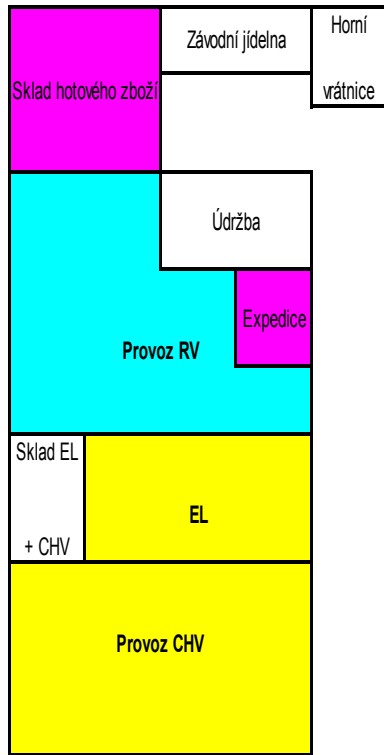 Závodní jídelna
Horní
vrátnice
Sklad hotového zboží
Údržba
Expedice
Provoz RV
Sklad EL
+ CHV
EL
Provoz CHV